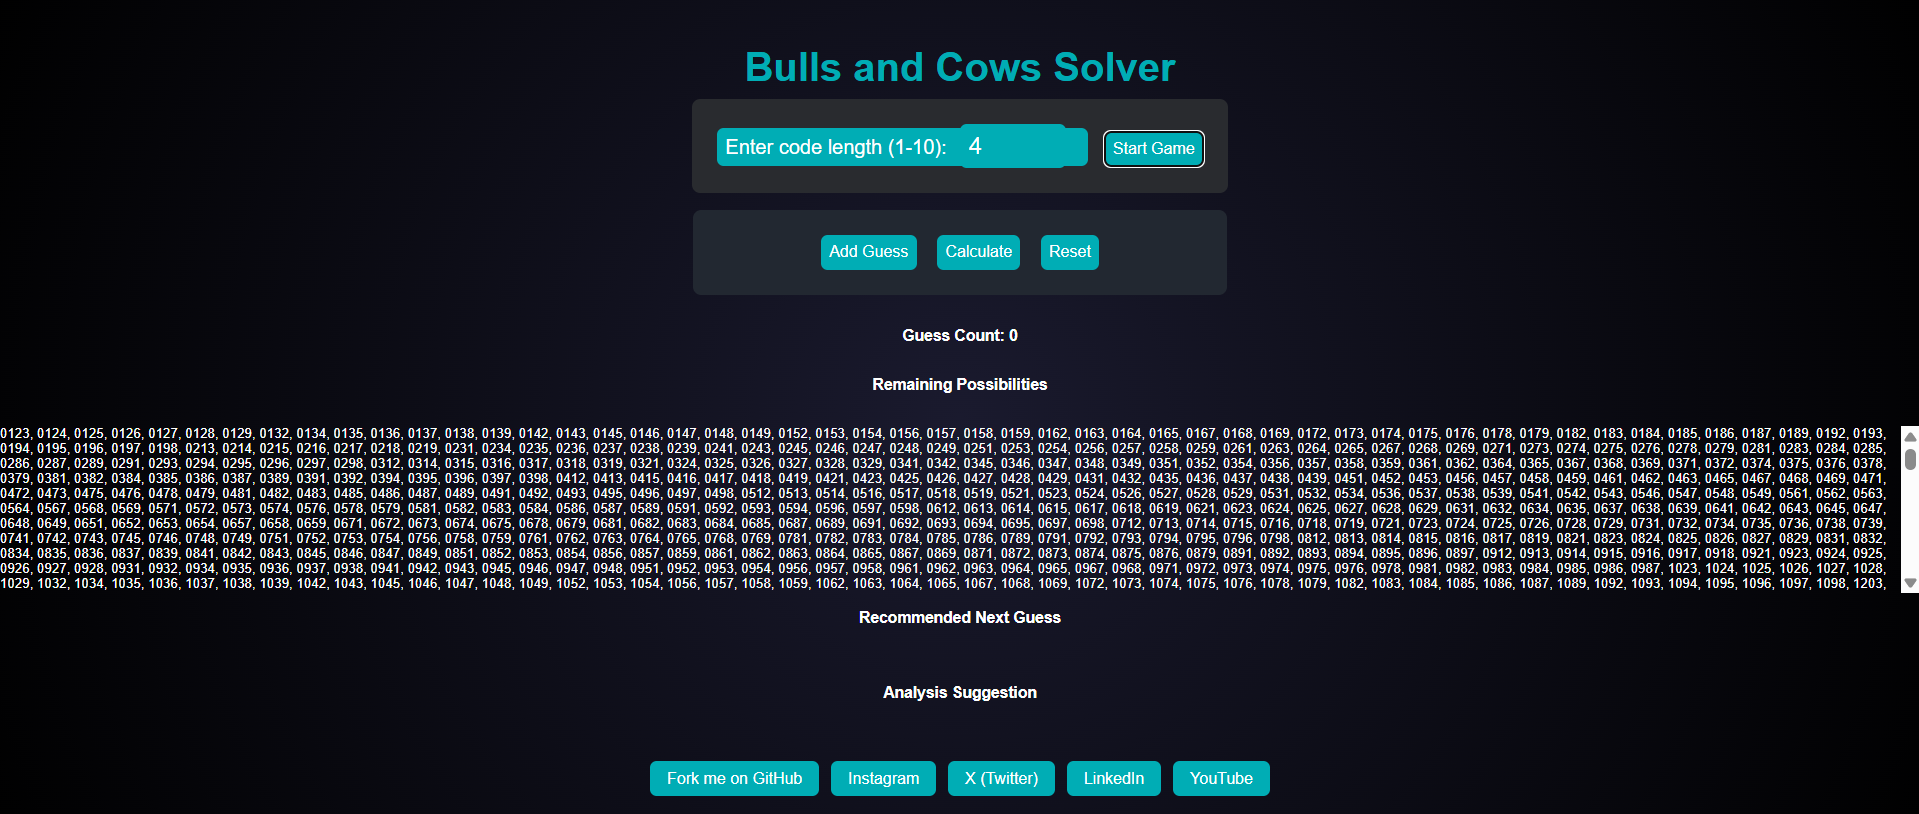 Bulls and Cows Solver
Enter code length (1-10): 4 Start Game
Add Guess Calculate Reset
Guess Count: 0
Remaining Possibilities
0123, 0124, 0125, 0126, 0127, 0128, 0129, 0132, 0134, 0135, 0136, 0137, 0138, 0139, 0142, 0143, 0145, 0146, 0147, 0148, 0149, 0152, 0153, 0154, 0156, 0157, 0158, 0159, 0162, 0163, 0164, 0165, 0167, 0168, 0169, 0172, 0173, 0174, 0175, 0176, 0178, 0179, 0182, 0183, 0184, 0185, 0186, 0187, 0189, 0192, 0193,
0194, 0195, 0196, 0197, 0198, 0213, 0214, 0215, 0216, 0217, 0218, 0219, 0231, 0234, 0235, 0236, 0237, 0238, 0239, 0241, 0243, 0245, 0246, 0247, 0248, 0249, 0251, 0253, 0254, 0256, 0257, 0258, 0259, 0261, 0263, 0264, 0265, 0267, 0268, 0269, 0271, 0273, 0274, 0275, 0276, 0278, 0279, 0281, 0283, 0284, 0285,
0286, 0287, 0289, 0291, 0293, 0294, 0295, 0296, 0297, 0298, 0312, 0314, 0315, 0316, 0317, 0318, 0319, 0321, 0324, 0325, 0326, 0327, 0328, 0329, 0341, 0342, 0345, 0346, 0347, 0348, 0349, 0351, 0352, 0354, 0356, 0357, 0358, 0359, 0361, 0362, 0364, 0365, 0367, 0368, 0369, 0371, 0372, 0374, 0375, 0376, 0378,
0379, 0381, 0382, 0384, 0385, 0386, 0387, 0389, 0391, 0392, 0394, 0395, 0396, 0397, 0398, 0412, 0413, 0415, 0416, 0417, 0418, 0419, 0421, 0423, 0425, 0426, 0427, 0428, 0429, 0431, 0432, 0435, 0436, 0437, 0438, 0439, 0451, 0452, 0453, 0456, 0457, 0458, 0459, 0461, 0462, 0463, 0465, 0467, 0468, 0469, 0471,
0472, 0473, 0475, 0476, 0478, 0479, 0481, 0482, 0483, 0485, 0486, 0487, 0489, 0491, 0492, 0493, 0495, 0496, 0497, 0498, 0512, 0513, 0514, 0516, 0517, 0518, 0519, 0521, 0523, 0524, 0526, 0527, 0528, 0529, 0531, 0532, 0534, 0536, 0537, 0538, 0539, 0541, 0542, 0543, 0546, 0547, 0548, 0549, 0561, 0562, 0563,
0564, 0567, 0568, 0569, 0571, 0572, 0573, 0574, 0576, 0578, 0579, 0581, 0582, 0583, 0584, 0586, 0587, 0589, 0591, 0592, 0593, 0594, 0596, 0597, 0598, 0612, 0613, 0614, 0615, 0617, 0618, 0619, 0621, 0623, 0624, 0625, 0627, 0628, 0629, 0631, 0632, 0634, 0635, 0637, 0638, 0639, 0641, 0642, 0643, 0645, 0647,
0648, 0649, 0651, 0652, 0653, 0654, 0657, 0658, 0659, 0671, 0672, 0673, 0674, 0675, 0678, 0679, 0681, 0682, 0683, 0684, 0685, 0687, 0689, 0691, 0692, 0693, 0694, 0695, 0697, 0698, 0712, 0713, 0714, 0715, 0716, 0718, 0719, 0721, 0723, 0724, 0725, 0726, 0728, 0729, 0731, 0732, 0734, 0735, 0736, 0738, 0739,
0741, 0742, 0743, 0745, 0746, 0748, 0749, 0751, 0752, 0753, 0754, 0756, 0758, 0759, 0761, 0762, 0763, 0764, 0765, 0768, 0769, 0781, 0782, 0783, 0784, 0785, 0786, 0789, 0791, 0792, 0793, 0794, 0795, 0796, 0798, 0812, 0813, 0814, 0815, 0816, 0817, 0819, 0821, 0823, 0824, 0825, 0826, 0827, 0829, 0831, 0832,
0834, 0835, 0836, 0837, 0839, 0841, 0842, 0843, 0845, 0846, 0847, 0849, 0851, 0852, 0853, 0854, 0856, 0857, 0859, 0861, 0862, 0863, 0864, 0865, 0867, 0869, 0871, 0872, 0873, 0874, 0875, 0876, 0879, 0891, 0892, 0893, 0894, 0895, 0896, 0897, 0912, 0913, 0914, 0915, 0916, 0917, 0918, 0921, 0923, 0924, 0925,
0926, 0927, 0928, 0931, 0932, 0934, 0935, 0936, 0937, 0938, 0941, 0942, 0943, 0945, 0946, 0947, 0948, 0951, 0952, 0953, 0954, 0956, 0957, 0958, 0961, 0962, 0963, 0964, 0965, 0967, 0968, 0971, 0972, 0973, 0974, 0975, 0976, 0978, 0981, 0982, 0983, 0984, 0985, 0986, 0987, 1023, 1024, 1025, 1026, 1027, 1028,
1029, 1032, 1034, 1035, 1036, 1037, 1038, 1039, 1042, 1043, 1045, 1046, 1047, 1048, 1049, 1052, 1053, 1054, 1056, 1057, 1058, 1059, 1062, 1063, 1064, 1065, 1067, 1068, 1069, 1072, 1073, 1074, 1075, 1076, 1078, 1079, 1082, 1083, 1084, 1085, 1086, 1087, 1089, 1092, 1093, 1094, 1095, 1096, 1097, 1098, 1203,
Recommended Next Guess
Analysis Suggestion
Fork me on GitHub Instagram X (Twitter) LinkedIn YouTube